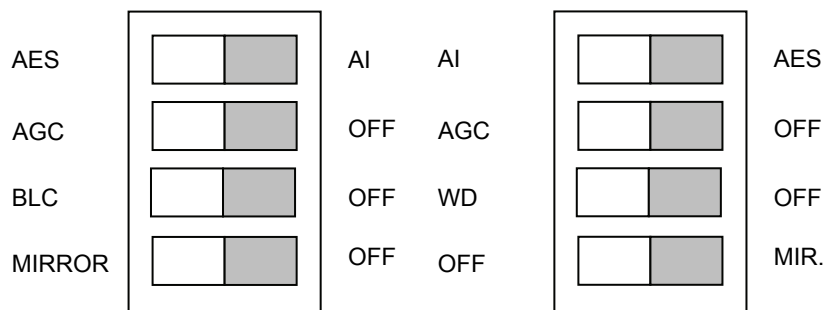 AES AI AI AES
AGC OFF AGC OFF
BLC OFF WD OFF
MIRROR OFF OFF MIR.